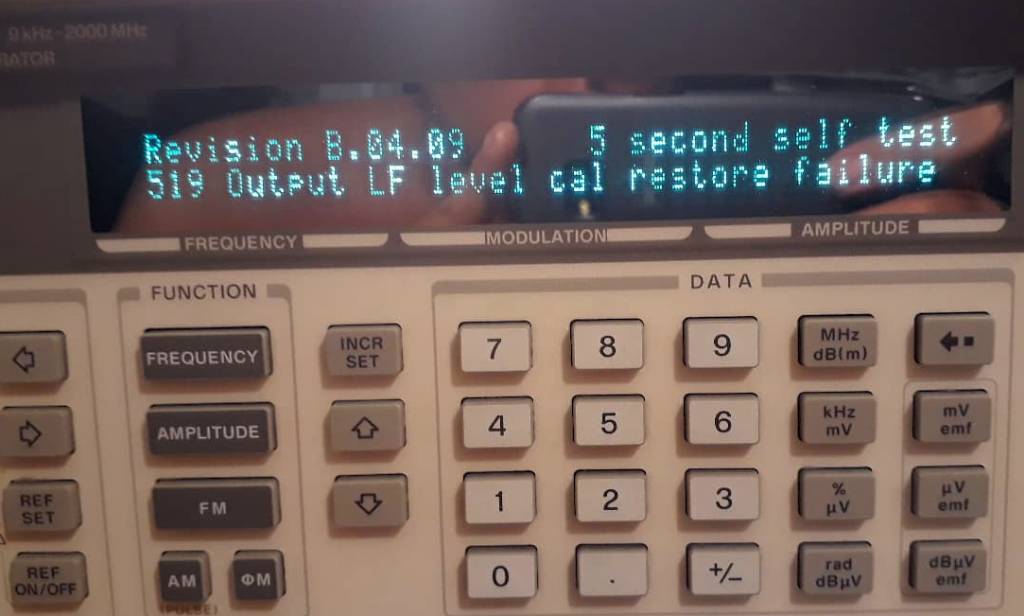 9 kHz - 2000 MHz
RATOR
Revision B.04.09 5 second self test
519 Output LF level cal restore failure
FREQUENCY MODULATION AMPLITUDE
FUNCTION DATA
FREQUENCY INCR SET 7 8 9 MHz dB(m)
AMPLITUDE 4 5 6 kHz mV mV emf
REF SET FM 1 2 3 % µV µV emf
REF ON/OFF AM ΦM 0 . +/− rad dBµV dBµV emf
(PULSE)